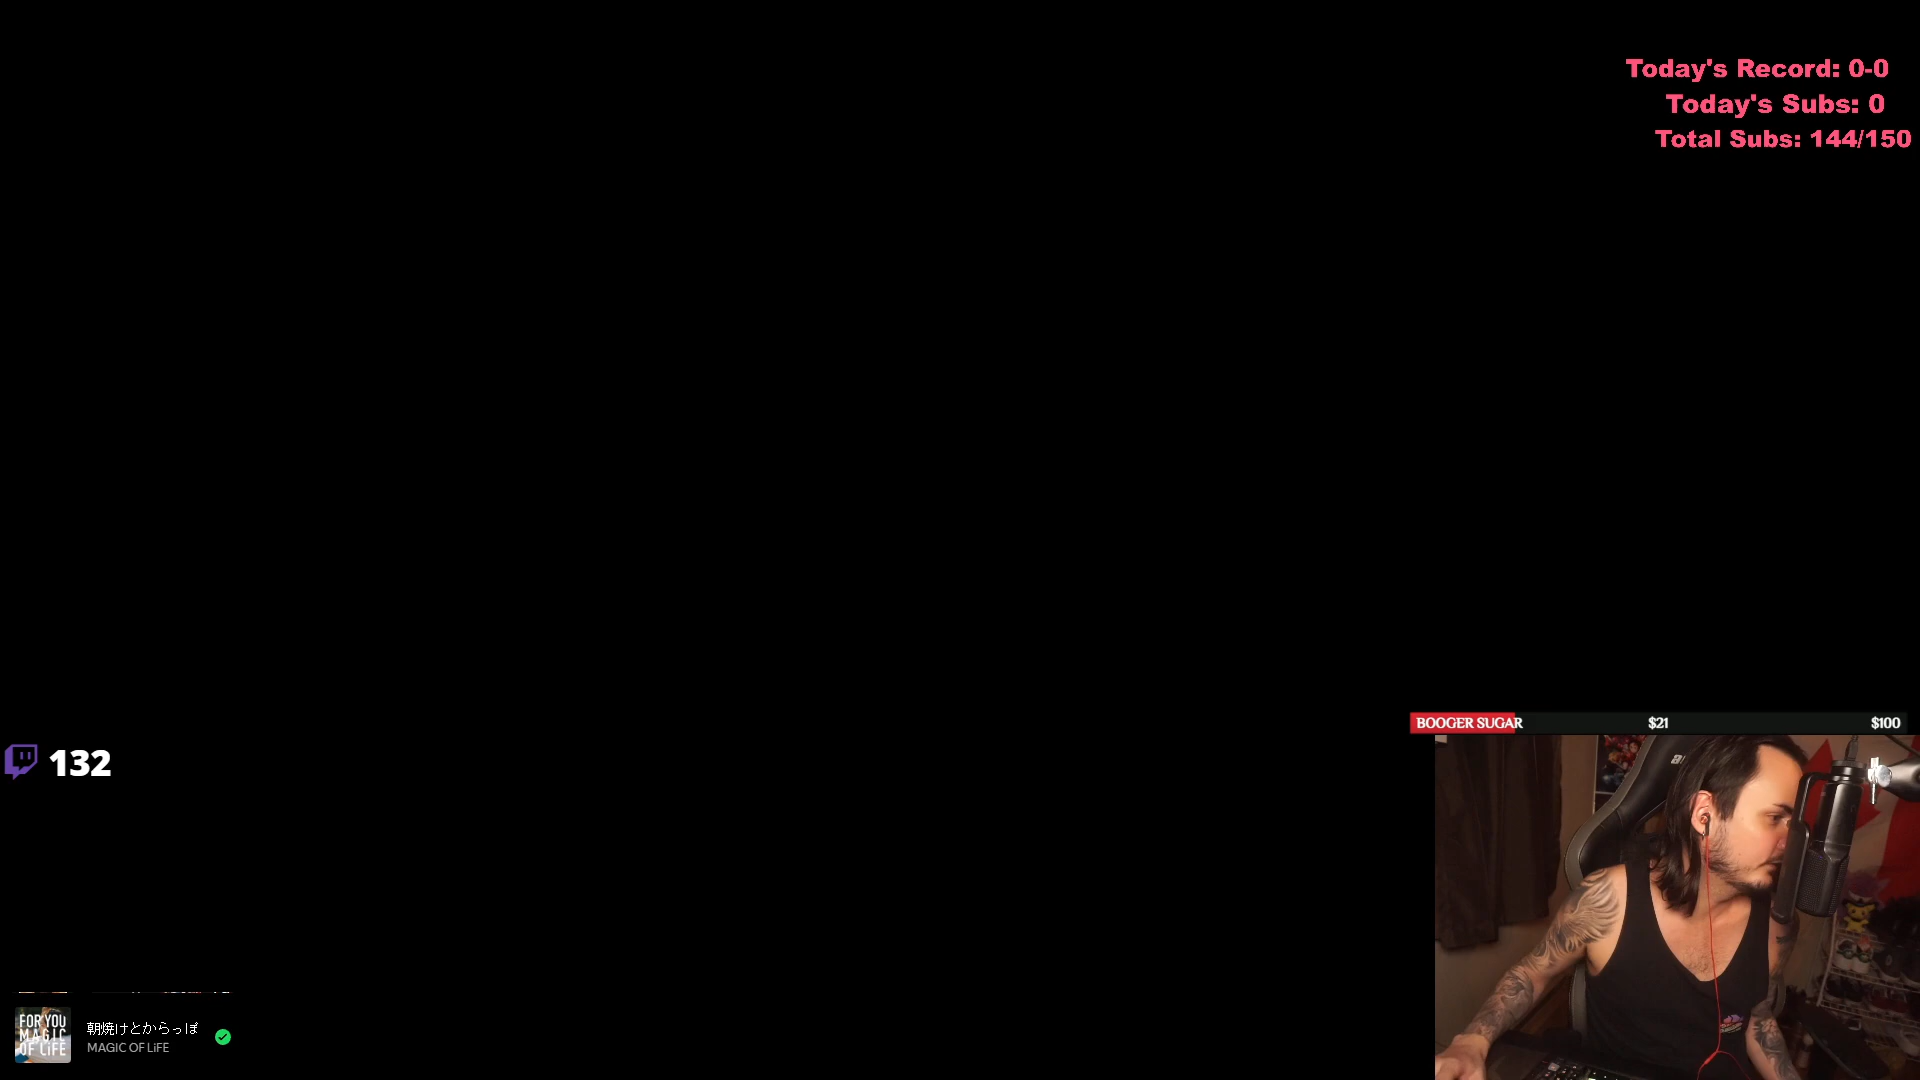 Today's Record: 0-0
Today's Subs: 0
Total Subs: 144/150
BOOGER SUGAR $21 $100
132
FOR YOU
MAGIC
OF LiFE
朝焼けとからっぽ
MAGIC OF LiFE